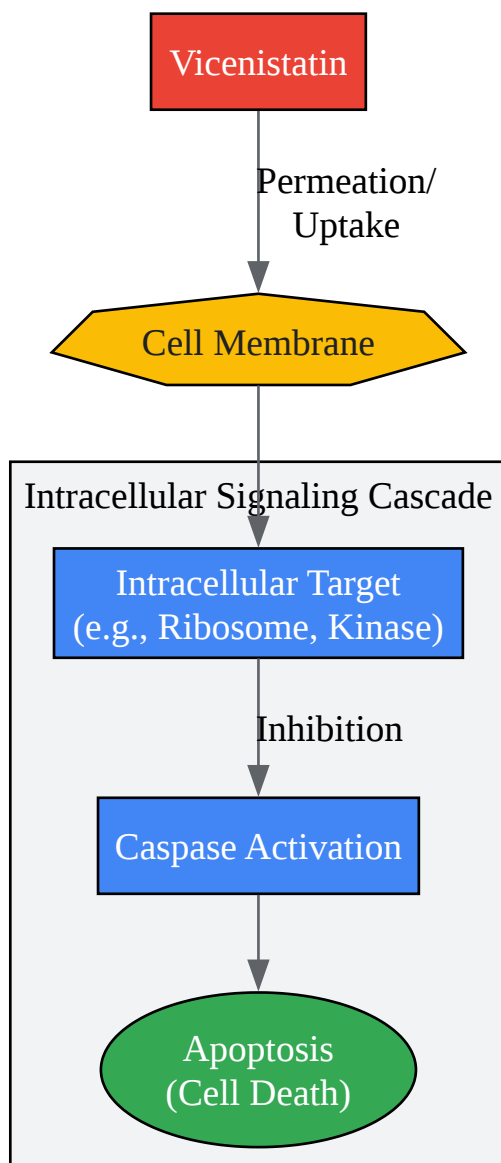 Vicenistatin
Permeation/
Uptake
Cell Membrane
Intracellular Signaling Cascade
Intracellular Target
(e.g., Ribosome, Kinase)
Inhibition
Caspase Activation
Apoptosis
(Cell Death)